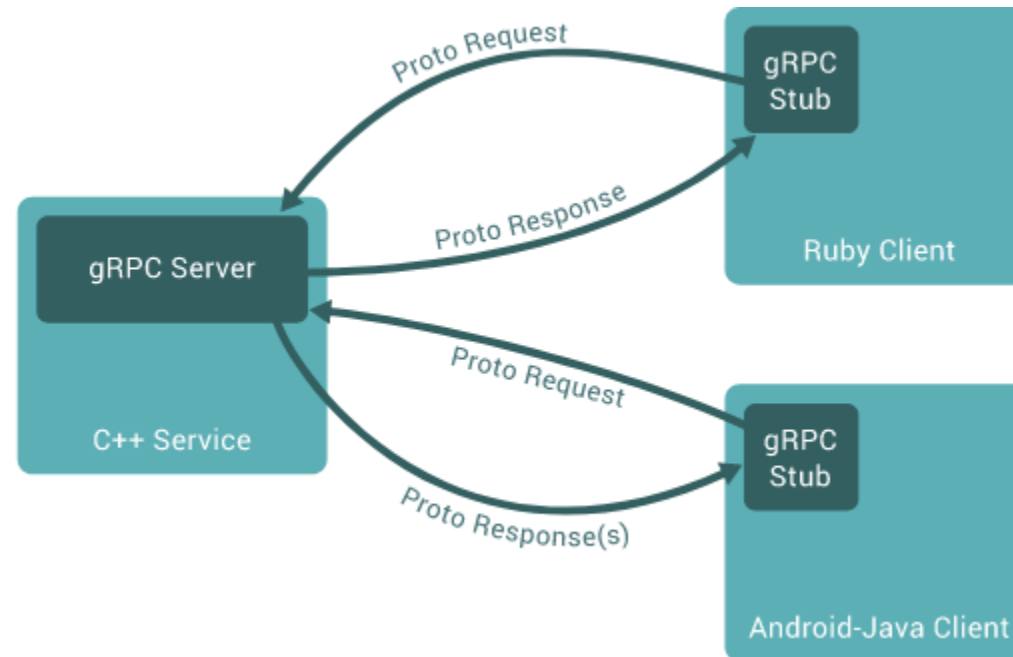 Proto Request
gRPC
Stub
Proto Response
Ruby Client
gRPC Server
C++ Service
Proto Request
gRPC
Stub
Proto Response(s)
Android-Java Client